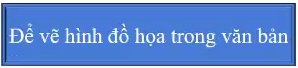 Để vẽ hình đồ họa trong văn bản